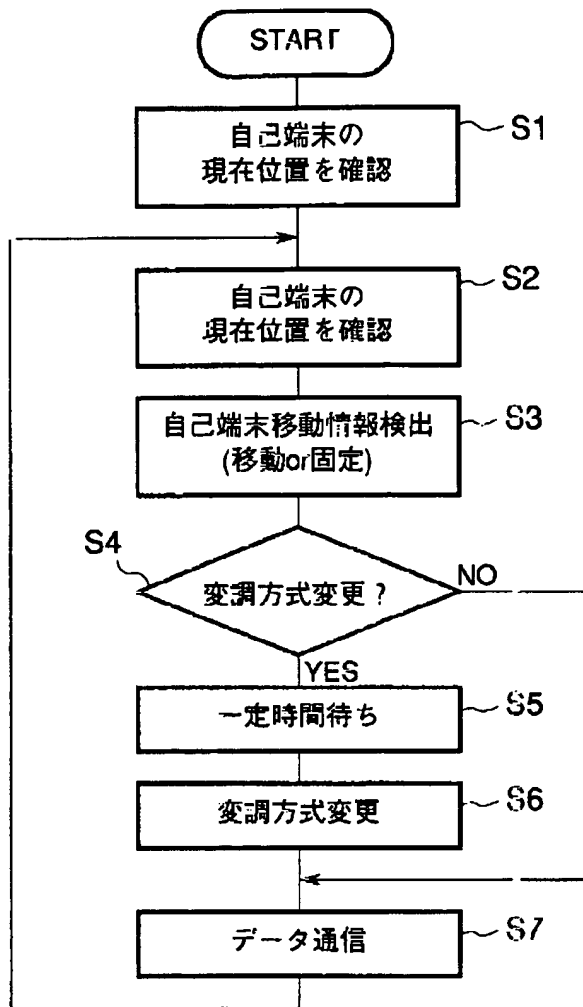 START
自己端末の
現在位置を確認
S1
自己端末の
現在位置を確認
S2
自己端末移動情報検出
(移動or固定)
S3
S4
変調方式変更？
NO
YES
一定時間待ち
S5
変調方式変更
S6
データ通信
S7